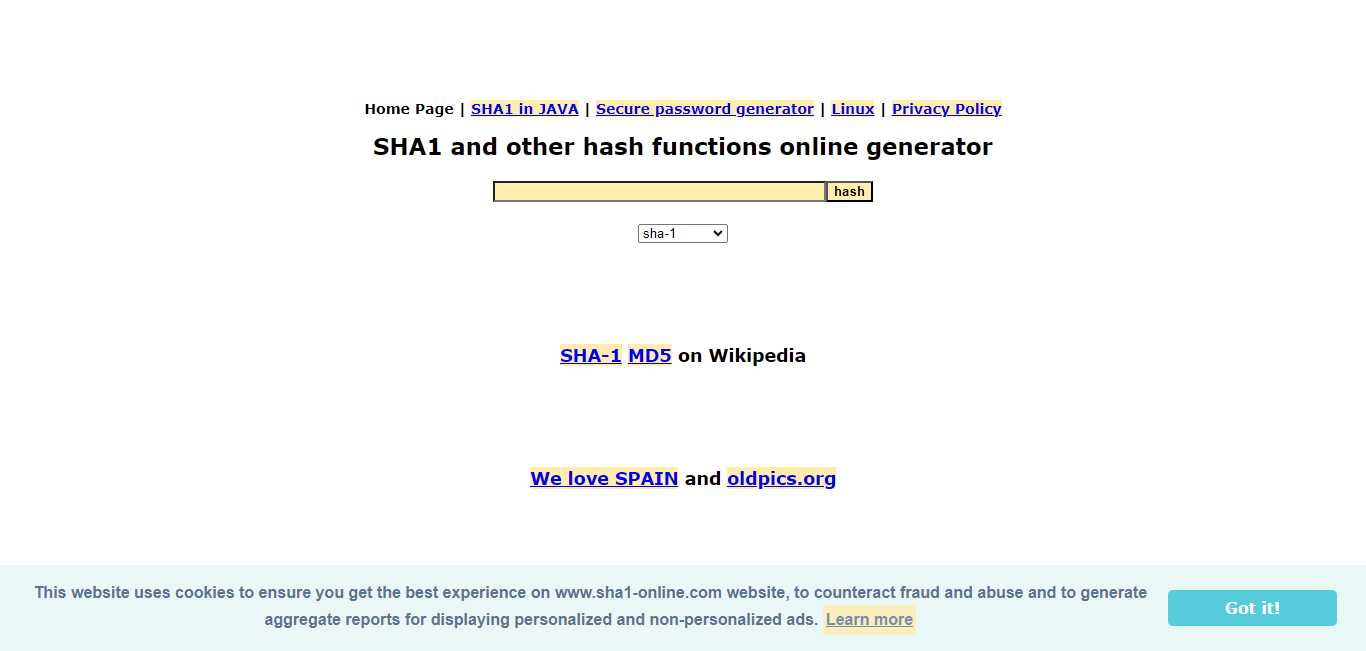 Home Page | SHA1 in JAVA | Secure password generator | Linux | Privacy Policy
SHA1 and other hash functions online generator
hash
sha-1
SHA-1 MD5 on Wikipedia
We love SPAIN and oldpics.org
This website uses cookies to ensure you get the best experience on www.sha1-online.com website, to counteract fraud and abuse and to generate
aggregate reports for displaying personalized and non-personalized ads. Learn more
Got it!